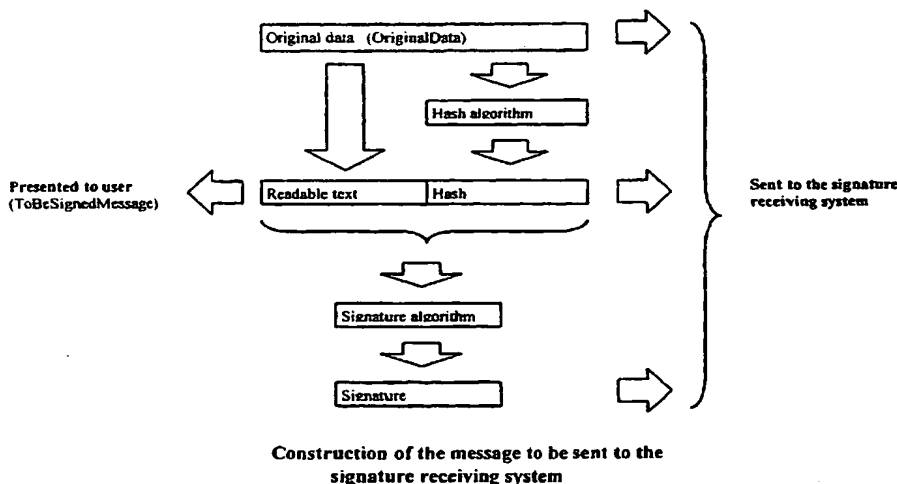 Original data (OriginalData)
Hash algorithm
Presented to user
(ToBeSignedMessage)
Readable text
Hash
Sent to the signature
receiving system
Signature algorithm
Signature
Construction of the message to be sent to the
signature receiving system